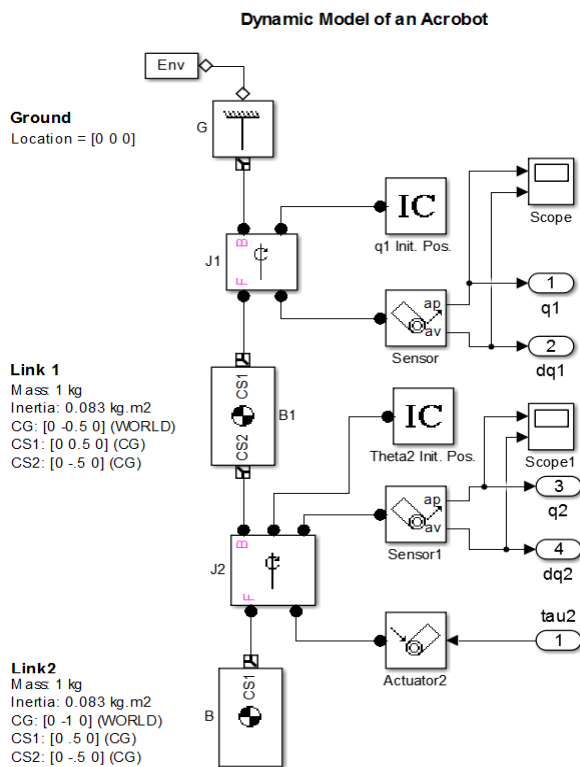 Dynamic Model of an Acrobot
Env
Ground
Location = [0 0 0]
G
B
F
J1
IC
q1 Init. Pos.
ap
av
Sensor
Scope
1
q1
2
dq1
Link 1
Mass: 1 kg
Inertia: 0.083 kg.m2
CG: [0 -0.5 0] (WORLD)
CS1: [0 0.5 0] (CG)
CS2: [0 -.5 0] (CG)
CS1
CS2
B1
IC
Theta2 Init. Pos.
Scope1
B
F
J2
ap
av
Sensor1
3
q2
4
dq2
tau2
1
Actuator2
Link2
Mass: 1 kg
Inertia: 0.083 kg.m2
CG: [0 -1 0] (WORLD)
CS1: [0 .5 0] (CG)
CS2: [0 -.5 0] (CG)
CS1
B